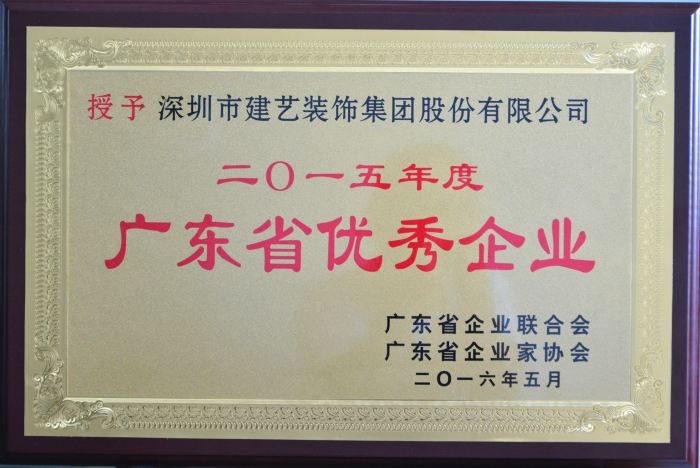 授予 深圳市建艺装饰集团股份有限公司
二〇一五年度
广东省优秀企业
广东省企业联合会
广东省企业家协会
二〇一六年五月